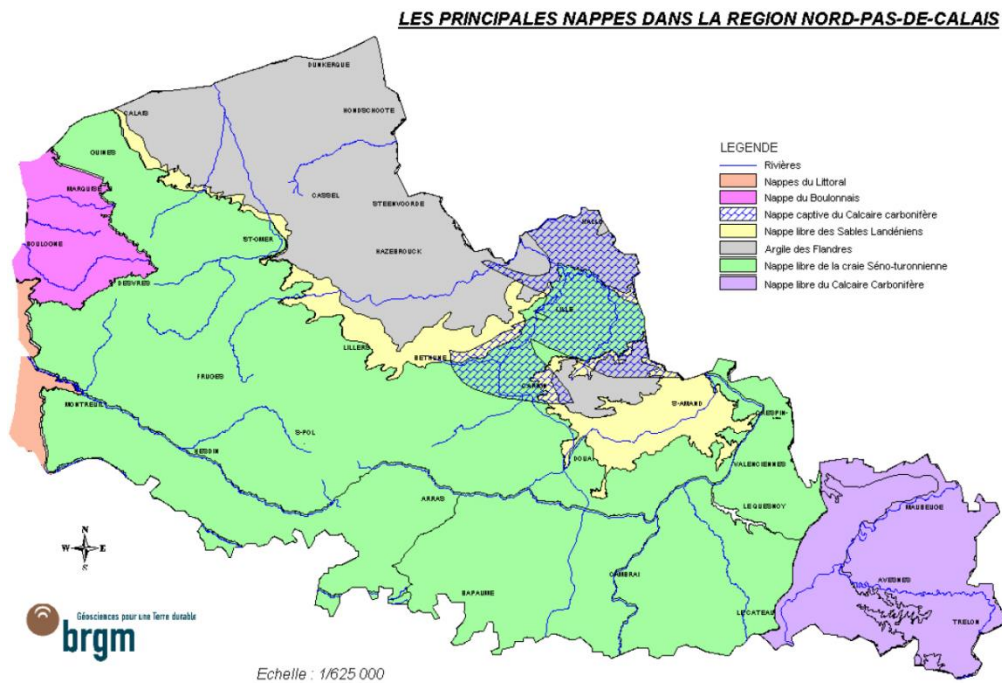 LES PRINCIPALES NAPPES DANS LA REGION NORD-PAS-DE-CALAIS
DUNKERQUE
HONDSCHOOTE
CALAIS
GUINES
MARQUISE
CASSEL
STEENVOORDE
BOULOGNE
ST-OMER
HAZEBROUCK
DESVRES
LILLE
LILLERS
BETHUNE
FRUGES
CARVIN
MONTREUIL
S-POL
S-AMAND
HESDIN
DOUAI
VALENCIENNES
ARRAS
LE QUESNOY
MAUBEUGE
CAMBRAI
AVESNES
BAPAUME
LE CATEAU
TRELON
LEGENDE
Rivières
Nappes du Littoral
Nappe du Boulonnais
Nappe captive du Calcaire carbonifère
Nappe libre des Sables Landéniens
Argile des Flandres
Nappe libre de la craie Séno-turonnienne
Nappe libre du Calcaire Carbonifère
N
W E
S
Géosciences pour une Terre durable
brgm
Echelle : 1/625 000